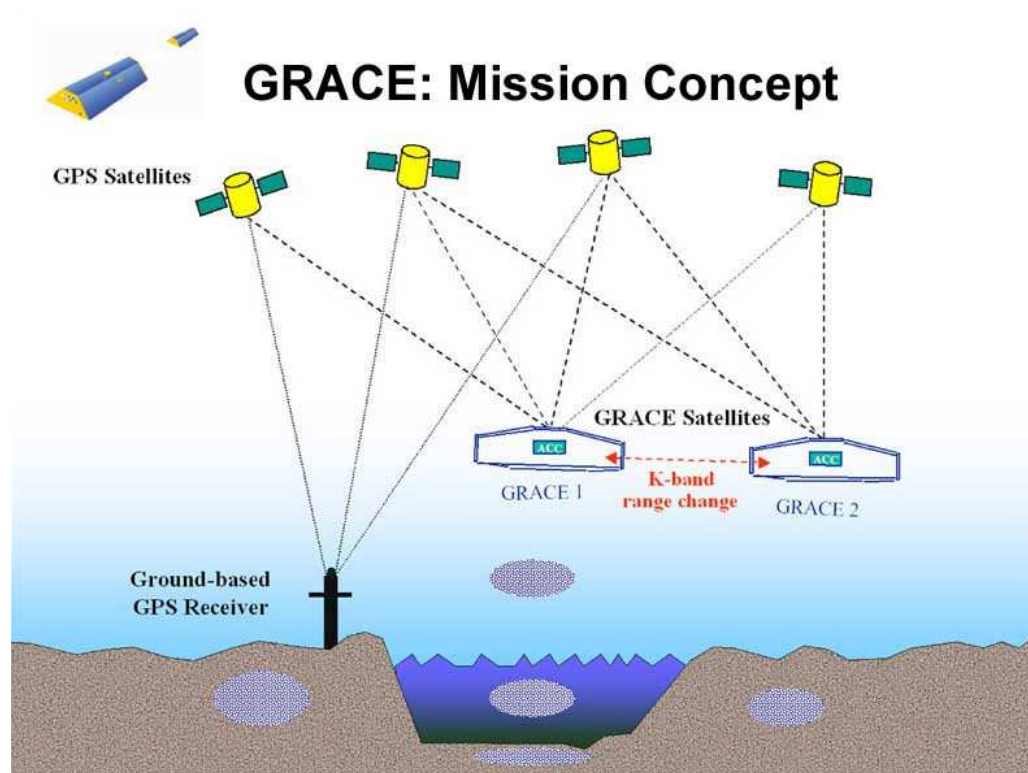 GRACE: Mission Concept
GPS Satellites
GRACE Satellites
ACC
ACC
K-band
range change
GRACE 1
GRACE 2
Ground-based
GPS Receiver